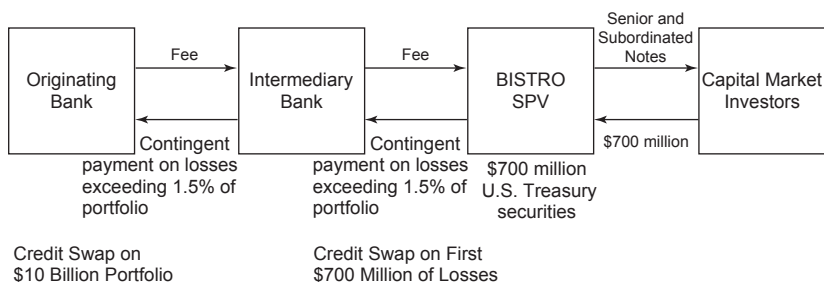 Originating
Bank
Fee
Intermediary
Bank
Fee
BISTRO
SPV
Senior and
Subordinated
Notes
Capital Market
Investors
$700 million
Contingent
payment on losses
exceeding 1.5% of
portfolio
Contingent
payment on losses
exceeding 1.5% of
portfolio
$700 million
U.S. Treasury
securities
Credit Swap on
$10 Billion Portfolio
Credit Swap on First
$700 Million of Losses